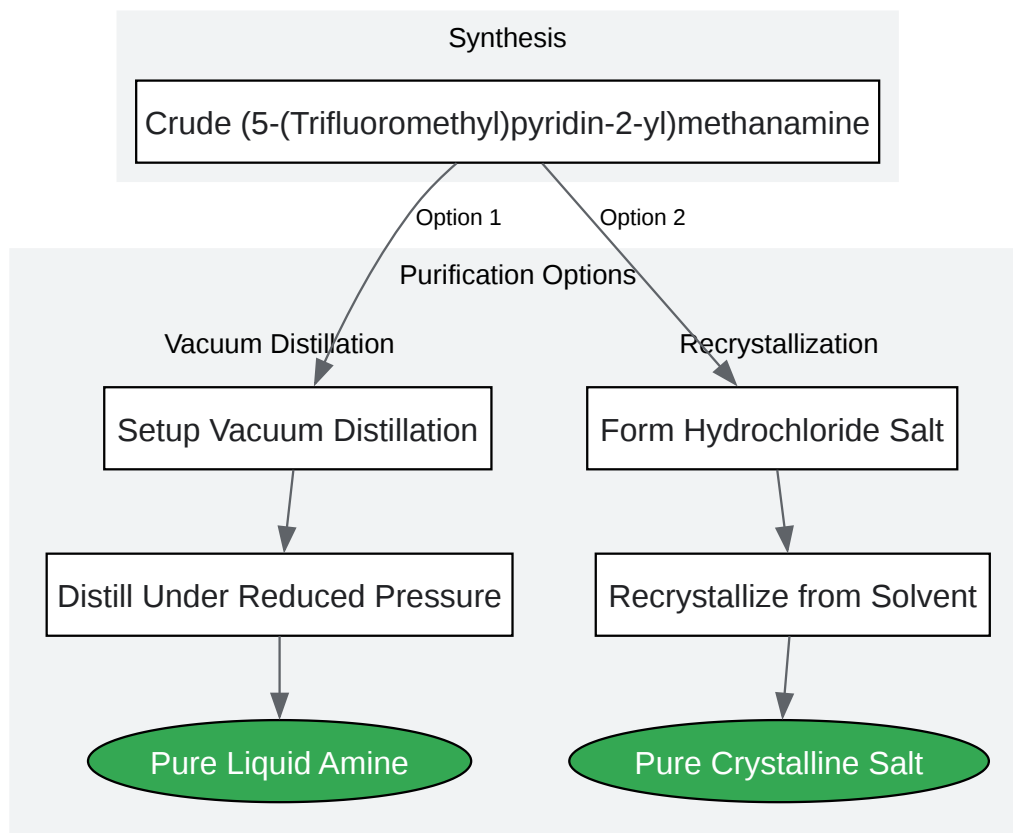 Synthesis
Crude (5-(Trifluoromethyl)pyridin-2-yl)methanamine
Option 1
Option 2
Purification Options
Vacuum Distillation
Recrystallization
Setup Vacuum Distillation
Form Hydrochloride Salt
Distill Under Reduced Pressure
Recrystallize from Solvent
Pure Liquid Amine
Pure Crystalline Salt